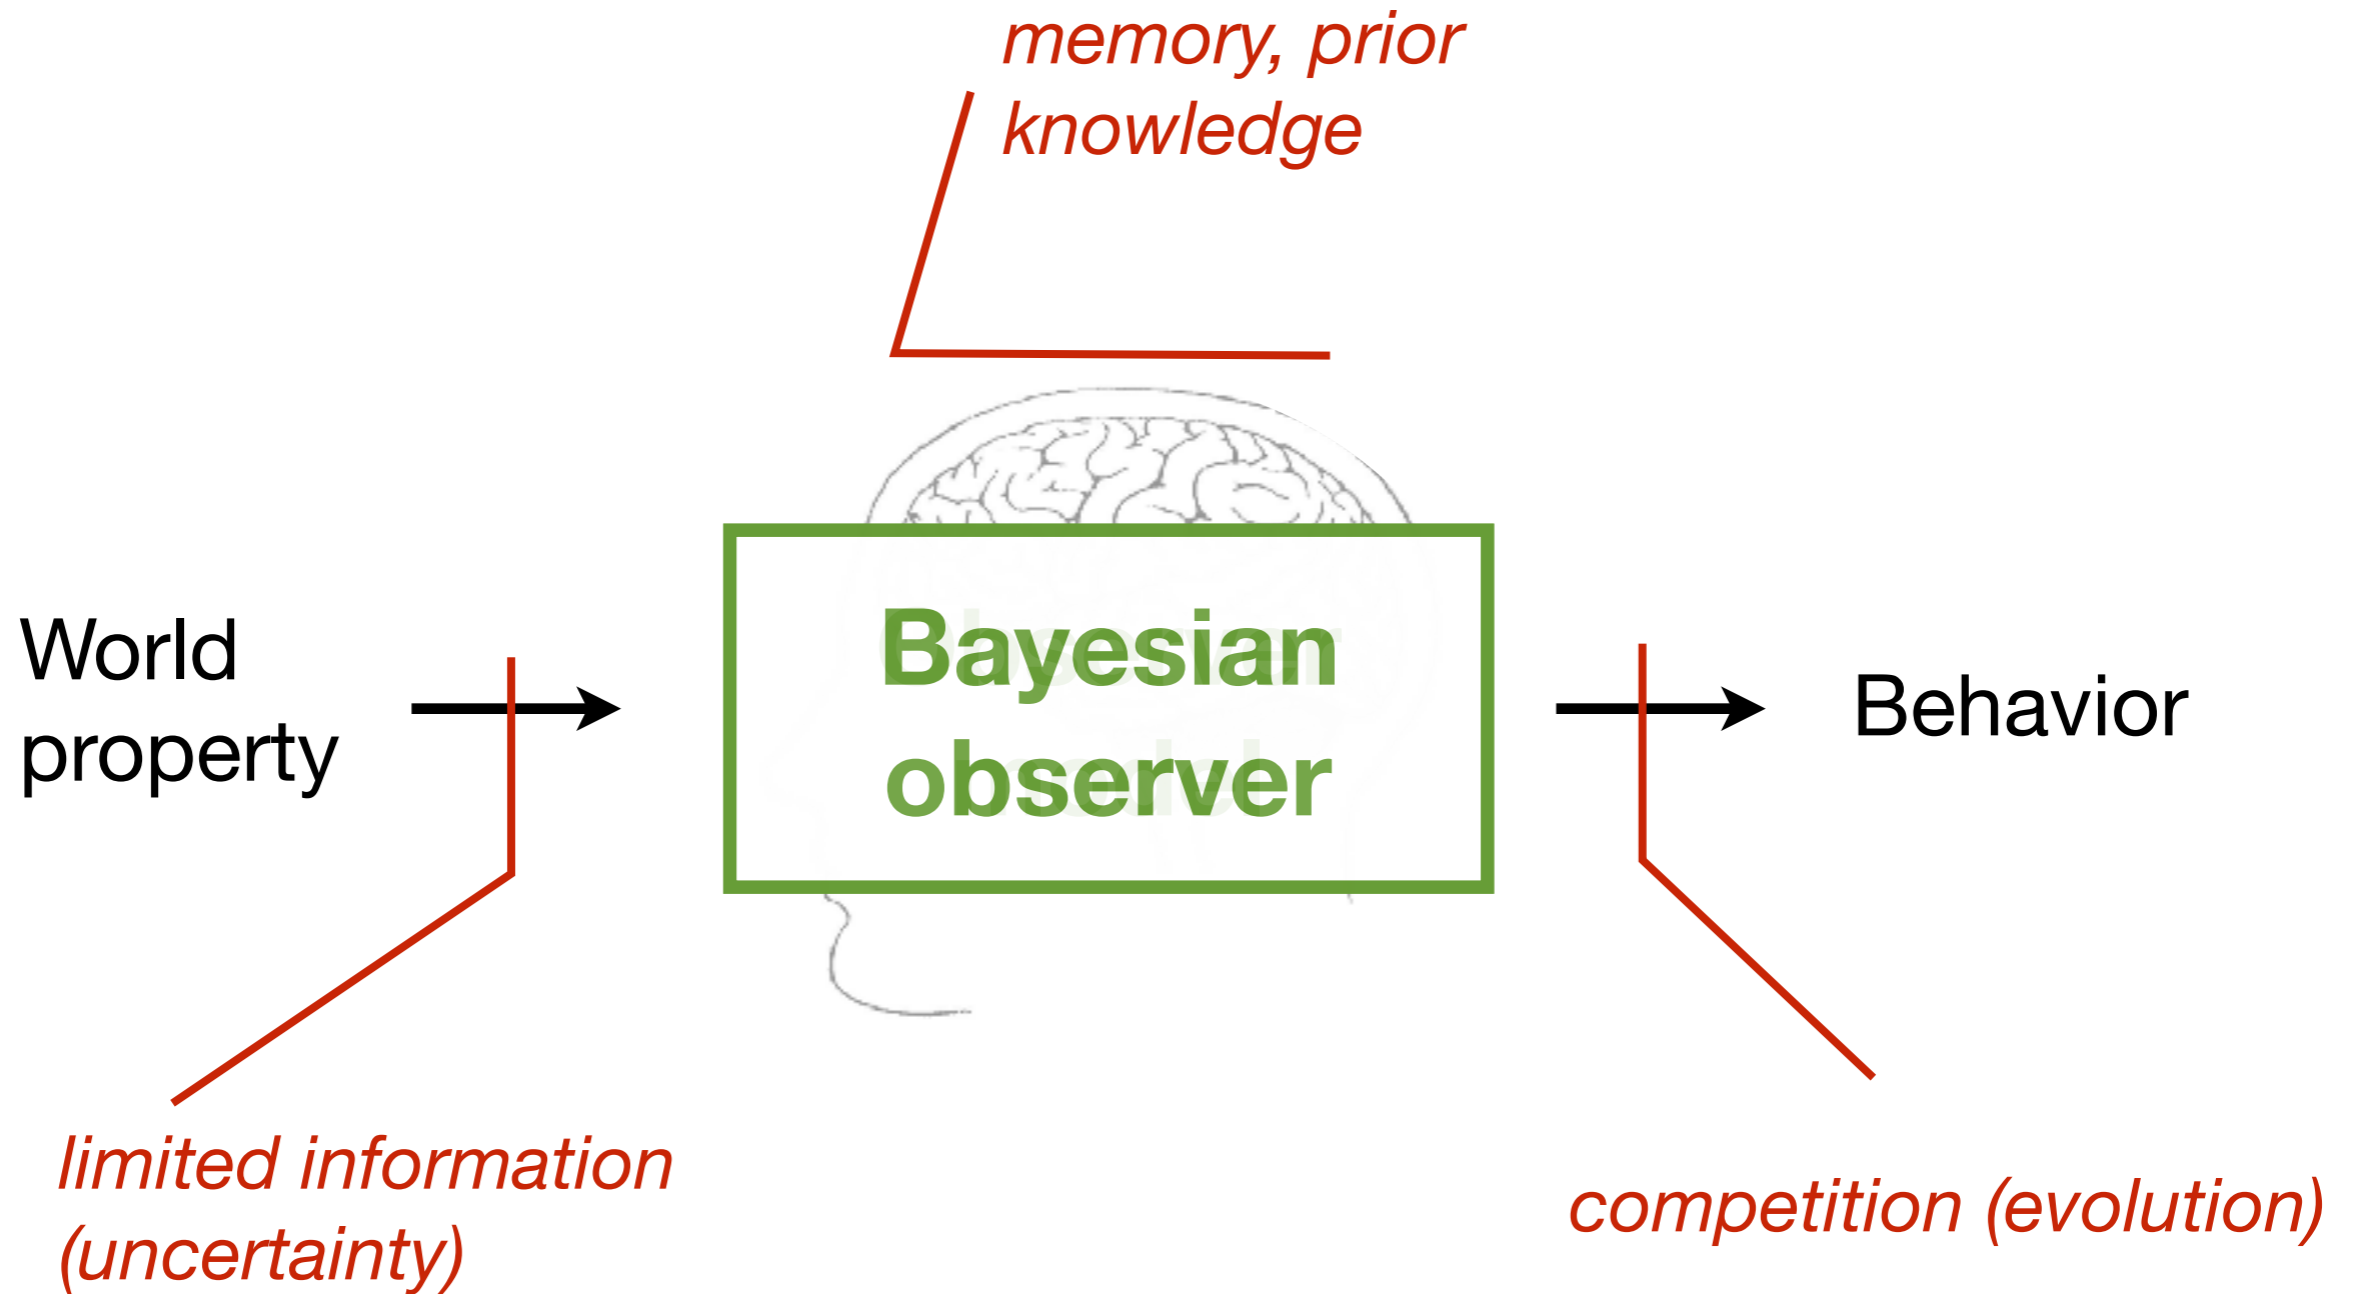 memory, prior
knowledge
World
property
Bayesian
observer
Behavior
limited information
(uncertainty)
competition (evolution)